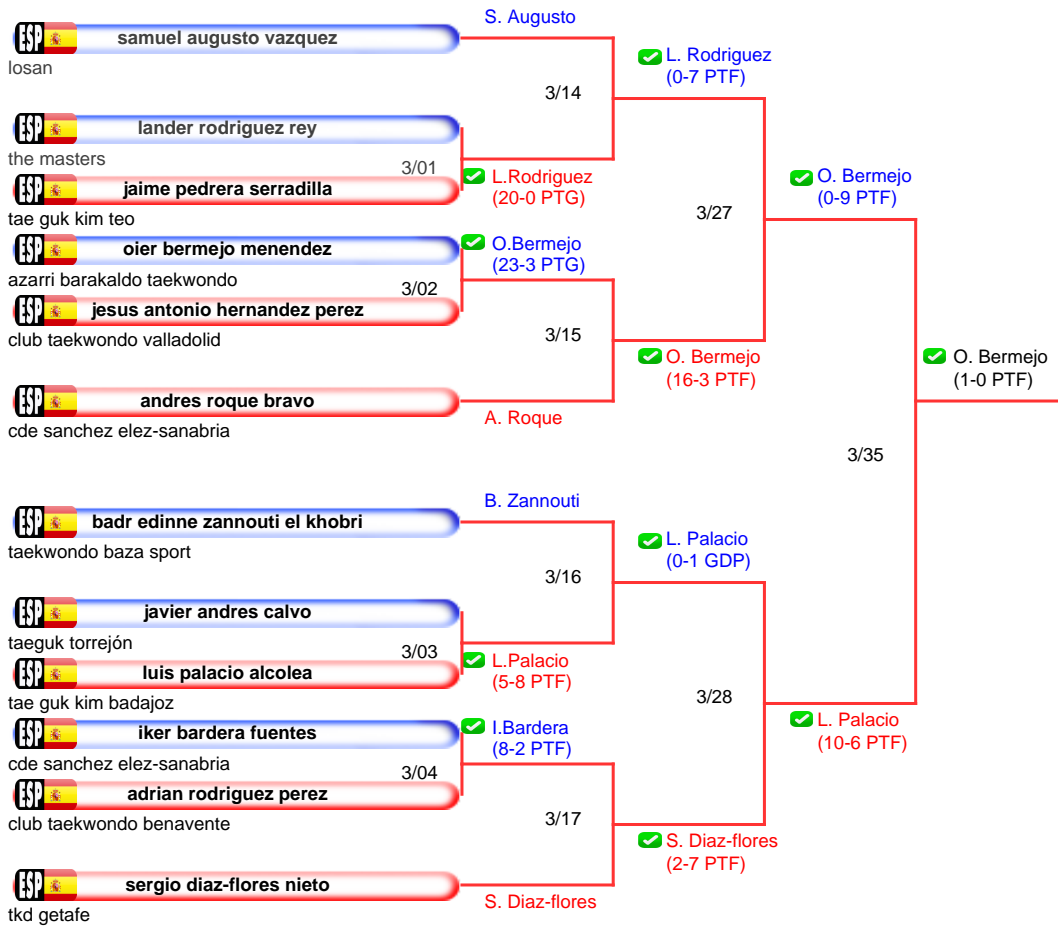 S. Augusto
ESP samuel augusto vazquez
losan
L. Rodriguez
(0-7 PTF)
3/14
ESP lander rodriguez rey
the masters
3/01
L.Rodriguez
(20-0 PTG)
ESP jaime pedrera serradilla
tae guk kim teo
O. Bermejo
(0-9 PTF)
3/27
ESP oier bermejo menendez
azarri barakaldo taekwondo
O.Bermejo
(23-3 PTG)
3/02
ESP jesus antonio hernandez perez
club taekwondo valladolid
3/15
O. Bermejo
(16-3 PTF)
O. Bermejo
(1-0 PTF)
ESP andres roque bravo
cde sanchez elez-sanabria
A. Roque
3/35
B. Zannouti
ESP badr edinne zannouti el khobri
taekwondo baza sport
L. Palacio
(0-1 GDP)
3/16
ESP javier andres calvo
taeguk torrejón
3/03
L.Palacio
(5-8 PTF)
ESP luis palacio alcolea
tae guk kim badajoz
3/28
L. Palacio
(10-6 PTF)
ESP iker bardera fuentes
cde sanchez elez-sanabria
I.Bardera
(8-2 PTF)
3/04
ESP adrian rodriguez perez
club taekwondo benavente
3/17
S. Diaz-flores
(2-7 PTF)
ESP sergio diaz-flores nieto
tkd getafe
S. Diaz-flores